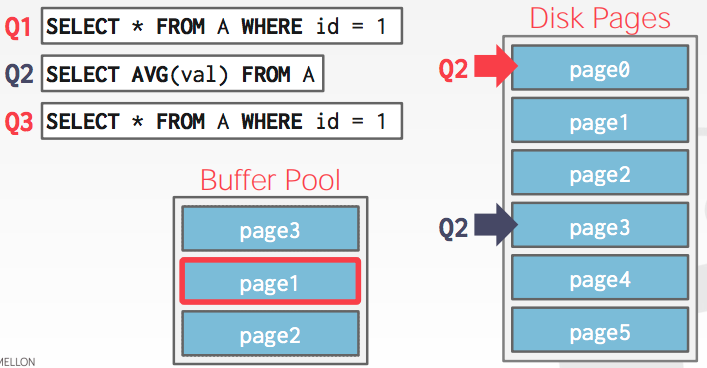 Q1 SELECT * FROM A WHERE id = 1
Q2 SELECT AVG(val) FROM A
Q3 SELECT * FROM A WHERE id = 1
Buffer Pool
page3
page1
page2
Disk Pages
Q2 page0
page1
page2
Q2 page3
page4
page5
MELLON